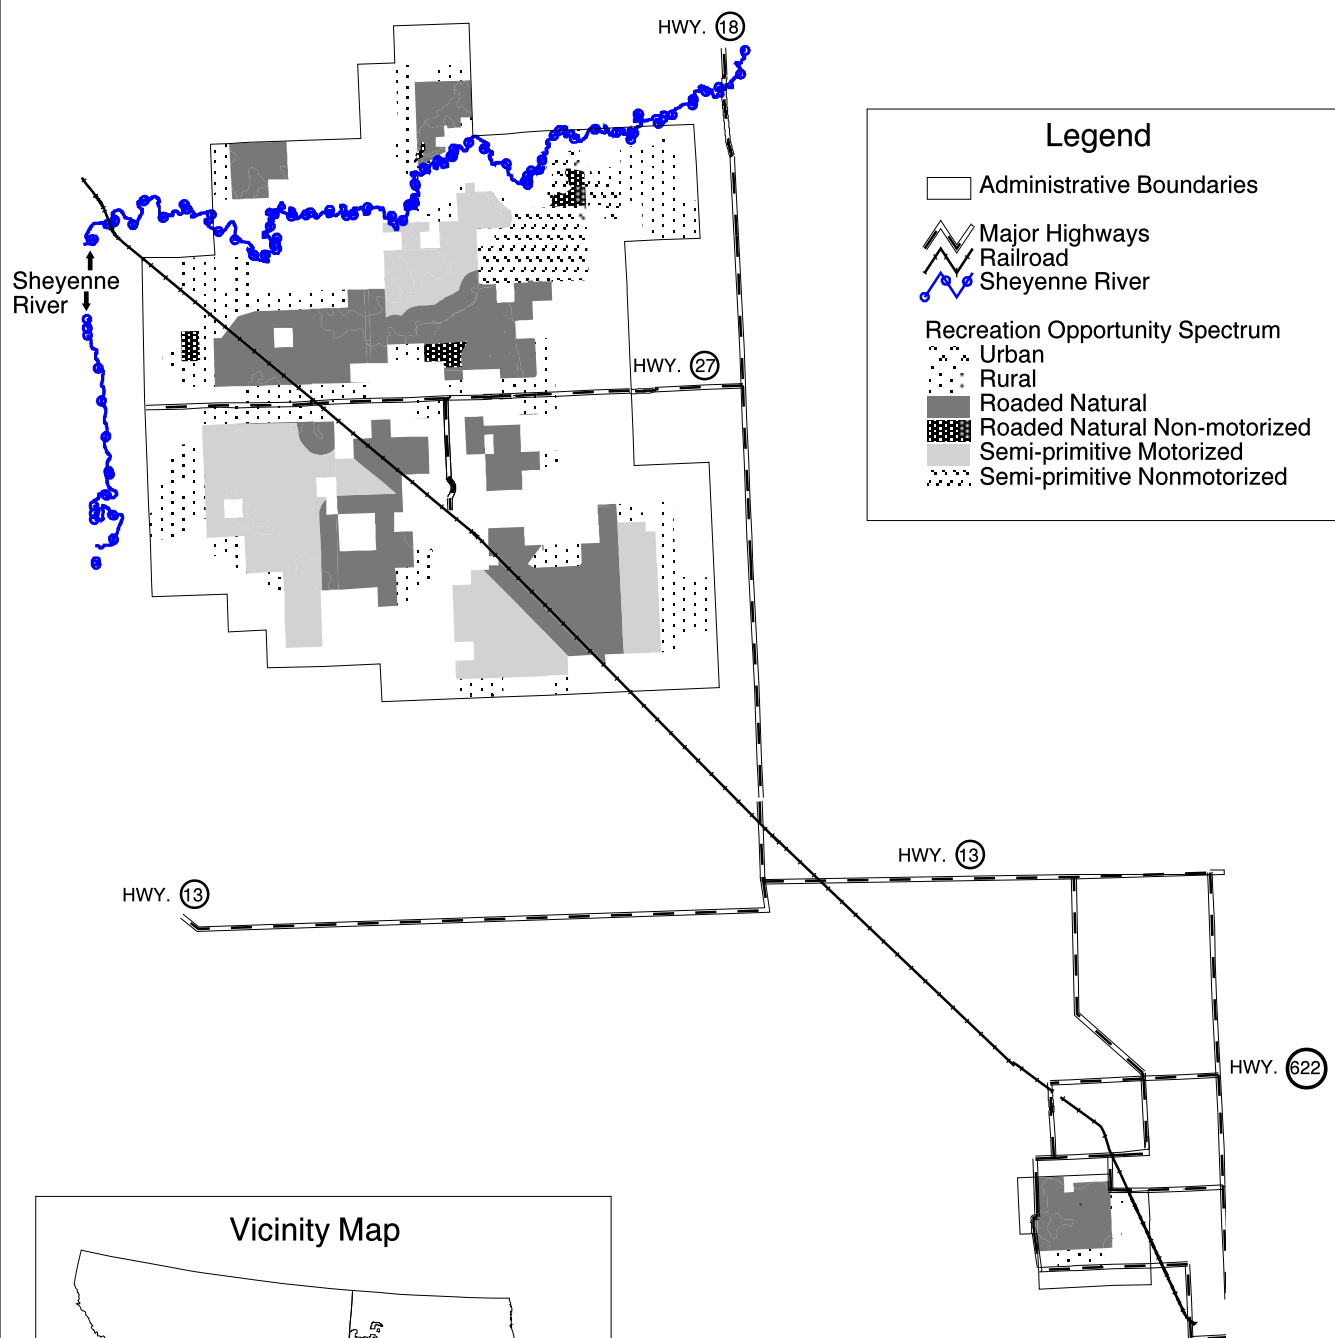 HWY. 18
Legend
Administrative Boundaries
Major Highways
Railroad
Sheyenne River
Recreation Opportunity Spectrum
Urban
Rural
Roaded Natural
Roaded Natural Non-motorized
Semi-primitive Motorized
Semi-primitive Nonmotorized
Sheyenne
River
HWY. 27
HWY. 13
HWY. 13
HWY. 622
Vicinity Map